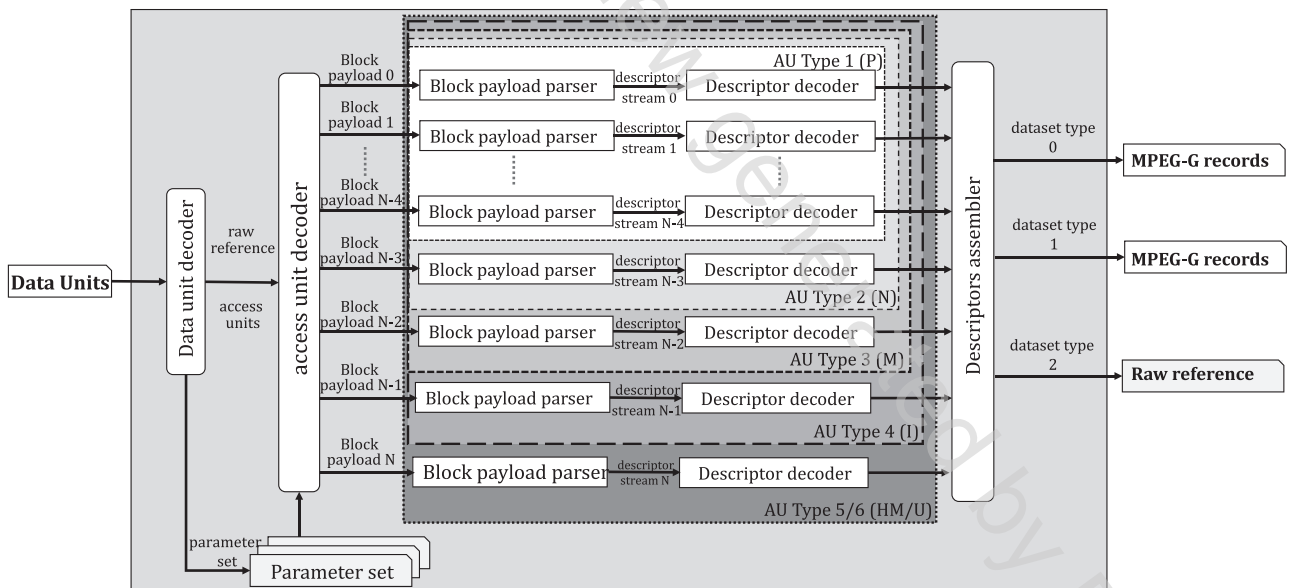 AU Type 1 (P)
Block
payload 0
Block payload parser
descriptor
stream 0
Descriptor decoder
Block
payload 1
Block payload parser
descriptor
stream 1
Descriptor decoder
Block
payload N-4
Block payload parser
descriptor
stream N-4
Descriptor decoder
Block
payload N-3
Block payload parser
descriptor
stream N-3
Descriptor decoder
AU Type 2 (N)
Block
payload N-2
Block payload parser
descriptor
stream N-2
Descriptor decoder
AU Type 3 (M)
Block
payload N-1
Block payload parser
descriptor
stream N-1
Descriptor decoder
AU Type 4 (I)
Block
payload N
Block payload parser
descriptor
stream N
Descriptor decoder
AU Type 5/6 (HM/U)
Data Units
Data unit decoder
raw
reference
access
units
access unit decoder
parameter
set
Parameter set
Descriptors assembler
dataset type
0
MPEG-G records
dataset type
1
MPEG-G records
dataset type
2
Raw reference
generated by